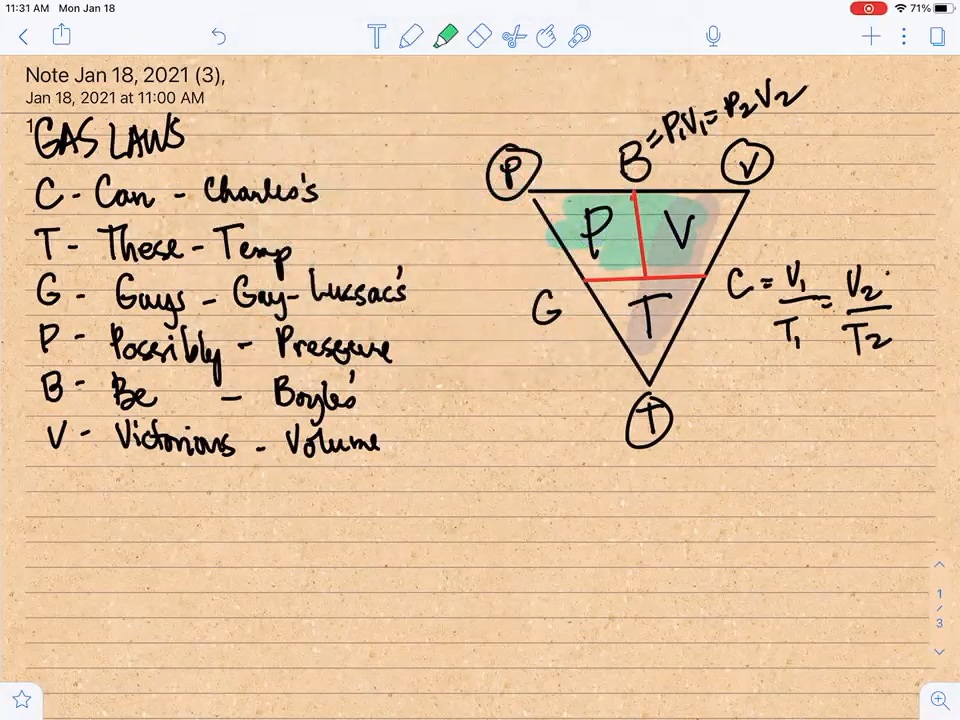 11:31 AM Mon Jan 18
71%
Note Jan 18, 2021 (3),
Jan 18, 2021 at 11:00 AM
1
GAS LAWS
C - Can - Charles's
T - These - Temp
G - Guys - Gay-Lussac's
P - Possibly - Pressure
B - Be - Boyle's
V - Victorious - Volume
B = P₁V₁ = P₂V₂
P
V
P
V
G
T
C = V₁/T₁ = V₂/T₂
T
1
/
3